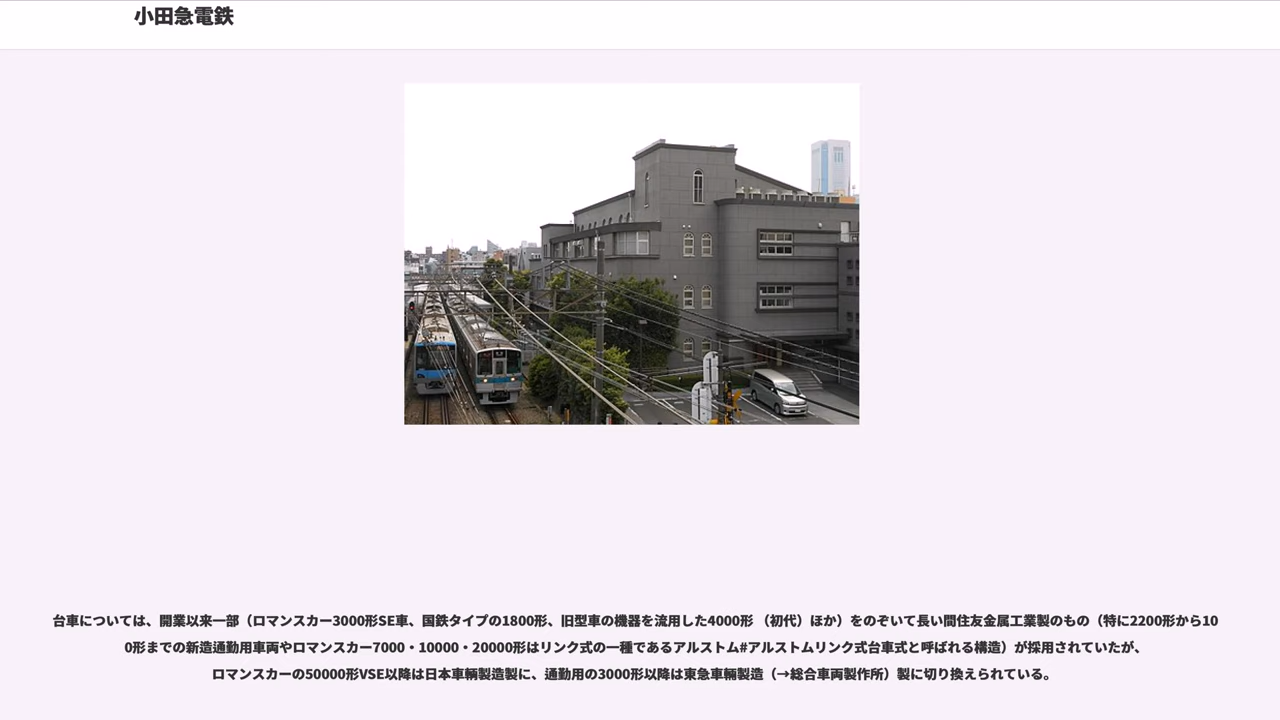 小田急電鉄
台車については、開業以来一部（ロマンスカー3000形SE車、国鉄タイプの1800形、旧型車の機器を流用した4000形 （初代）ほか）をのぞいて長い間住友金属工業製のもの（特に2200形から10
0形までの新造通勤用車両やロマンスカー7000・10000・20000形はリンク式の一種であるアルストム#アルストムリンク式台車式と呼ばれる構造）が採用されていたが、
ロマンスカーの50000形VSE以降は日本車輌製造製に、通勤用の3000形以降は東急車輛製造（→総合車両製作所）製に切り換えられている。